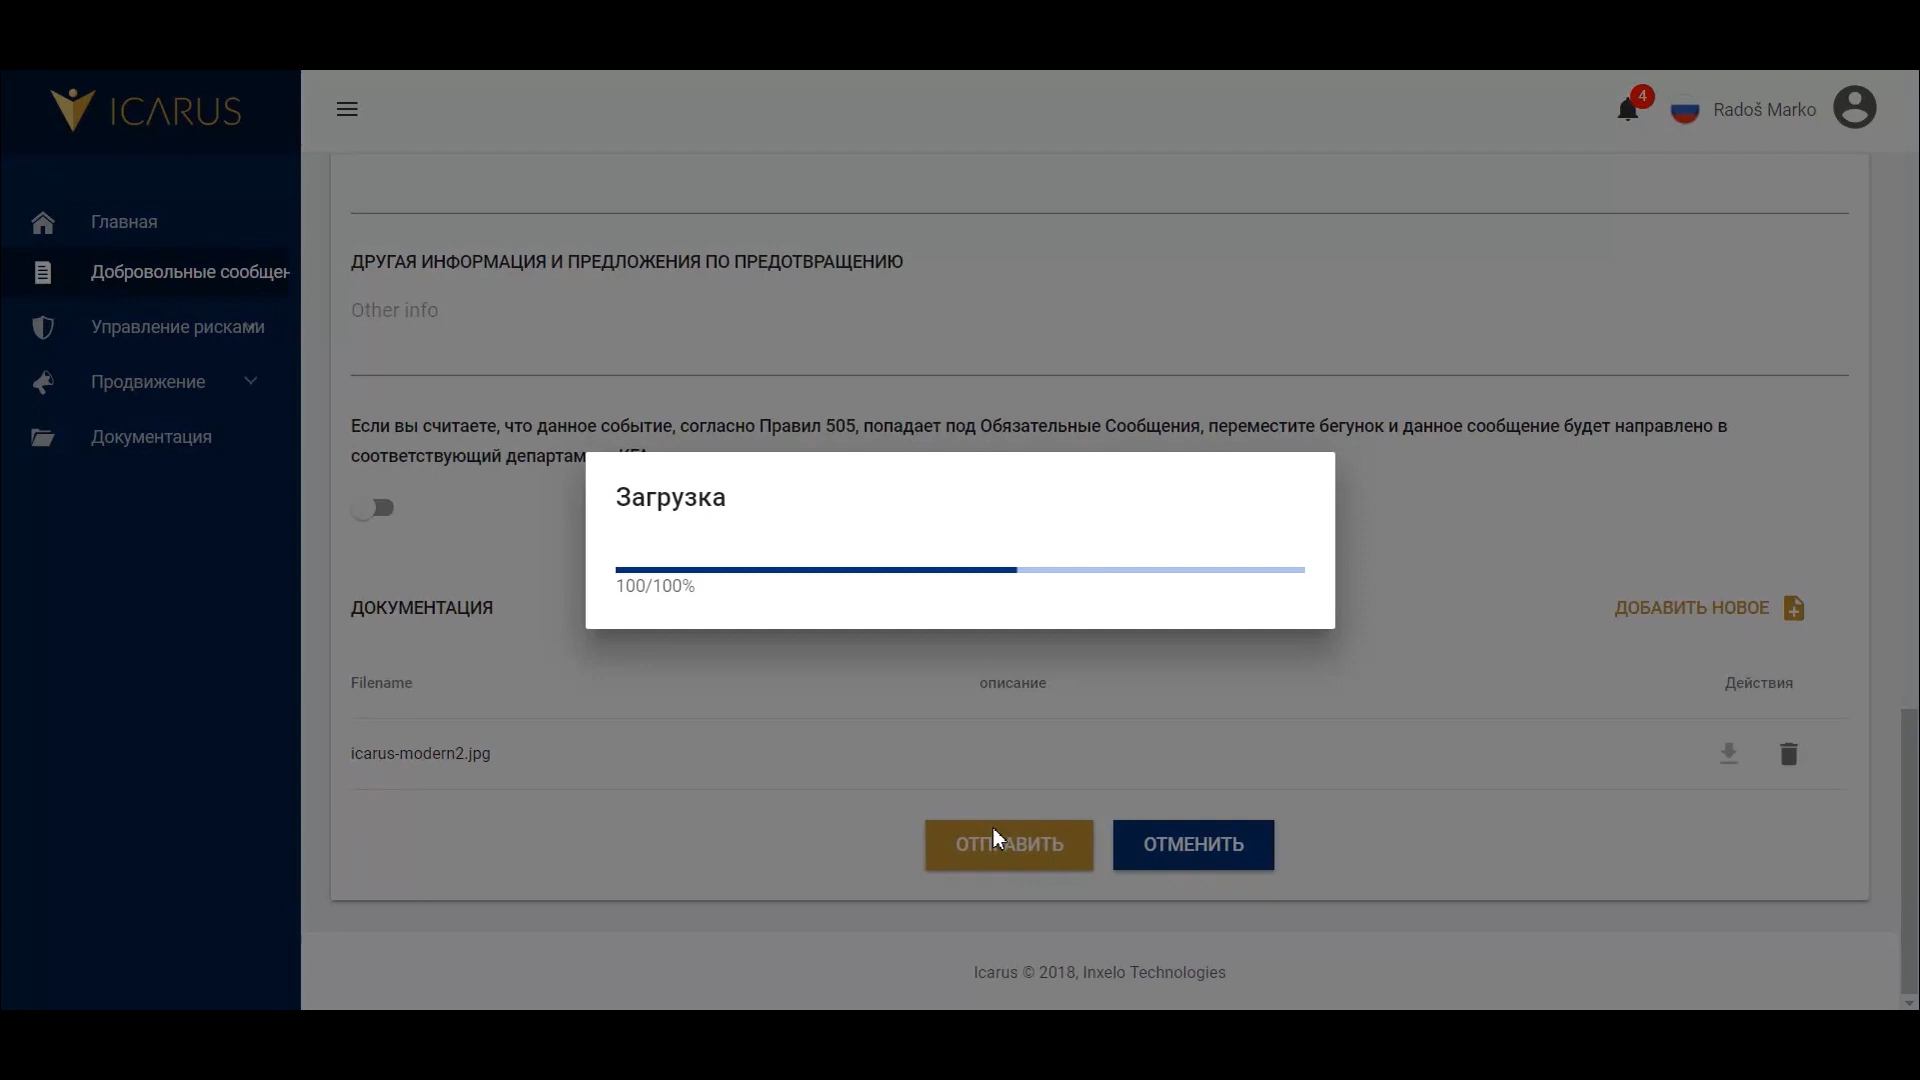 ICARUS
4
Radoš Marko
Главная
Добровольные сообщен
Управление рисками
Продвижение
Документация
ДРУГАЯ ИНФОРМАЦИЯ И ПРЕДЛОЖЕНИЯ ПО ПРЕДОТВРАЩЕНИЮ
Other info
Если вы считаете, что данное событие, согласно Правил 505, попадает под Обязательные Сообщения, переместите бегунок и данное сообщение будет направлено в
соответствующий департам
Загрузка
100/100%
ДОКУМЕНТАЦИЯ
ДОБАВИТЬ НОВОЕ
Filename
описание
Действия
icarus-modern2.jpg
ОТПРАВИТЬ
ОТМЕНИТЬ
Icarus © 2018, Inxelo Technologies